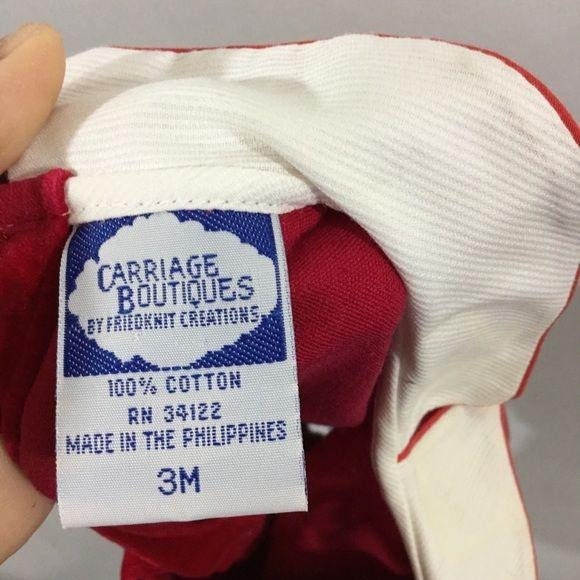 CARRIAGE
BOUTIQUES
BY FRIEDKNIT CREATIONS
100% COTTON
RN 34122
MADE IN THE PHILIPPINES
3M